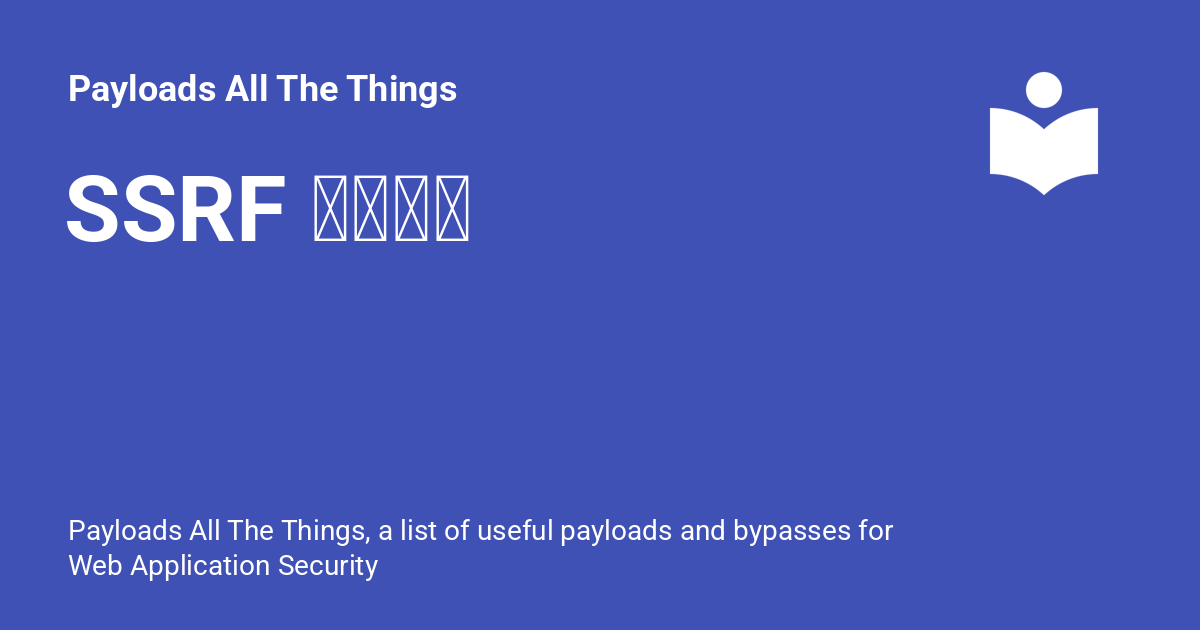 Payloads All The Things
SSRF
Payloads All The Things, a list of useful payloads and bypasses for
Web Application Security